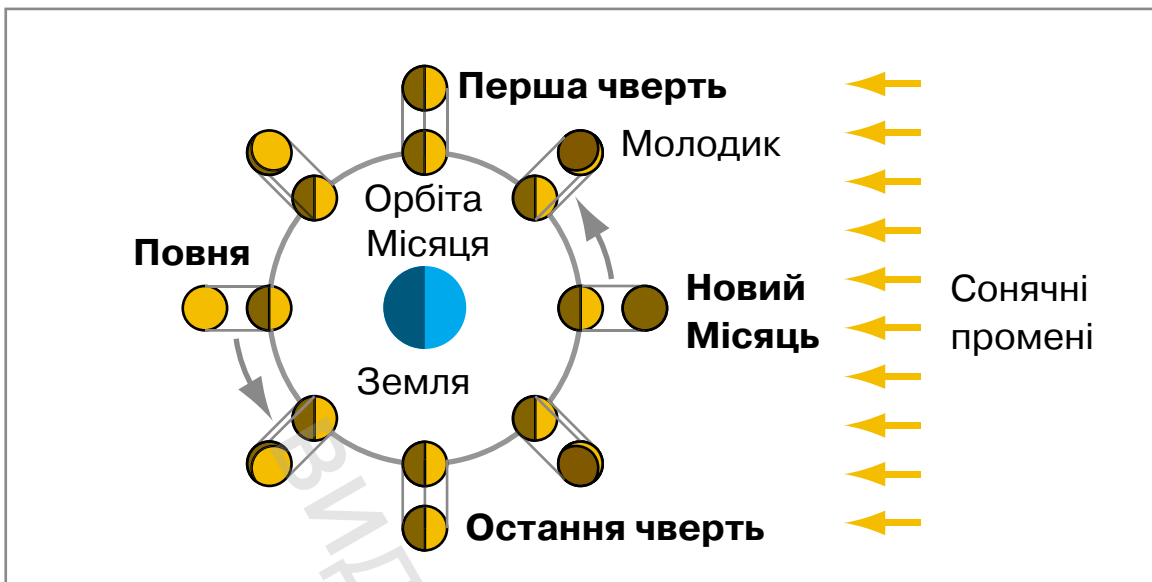 Перша чверть
Молодик
Орбіта
Місяця
Повня
Новий
Місяць
Сонячні
промені
Земля
Остання чверть